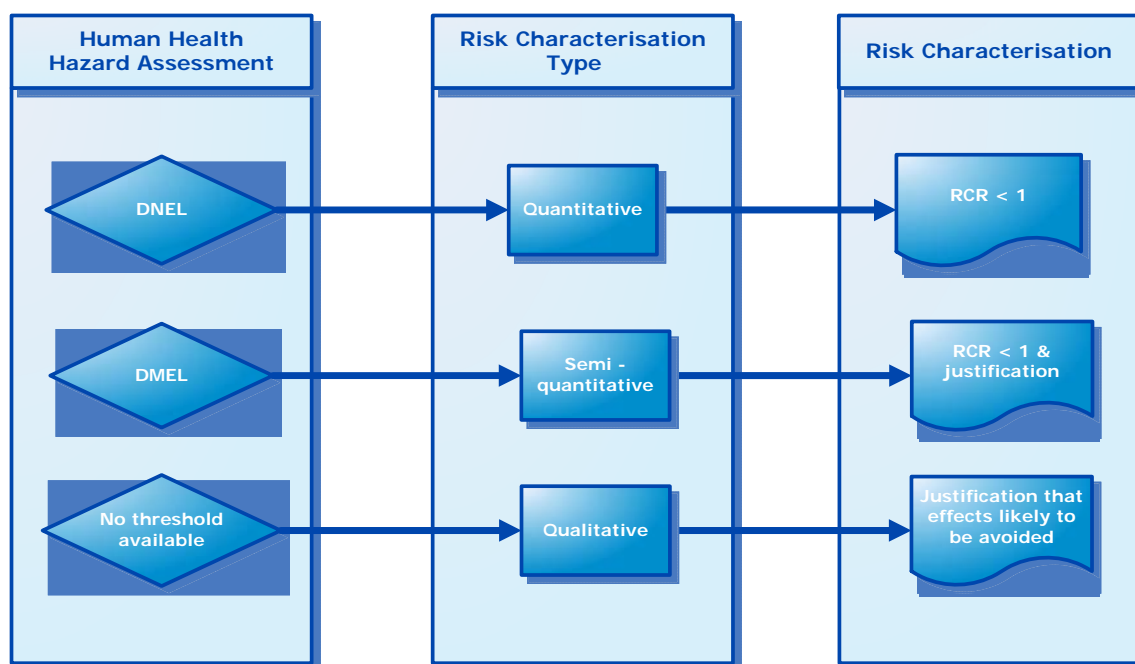 Human Health
Hazard Assessment
Risk Characterisation
Type
Risk Characterisation
DNEL
Quantitative
RCR < 1
DMEL
Semi -
quantitative
RCR < 1 &
justification
No threshold
available
Qualitative
Justification that
effects likely to
be avoided